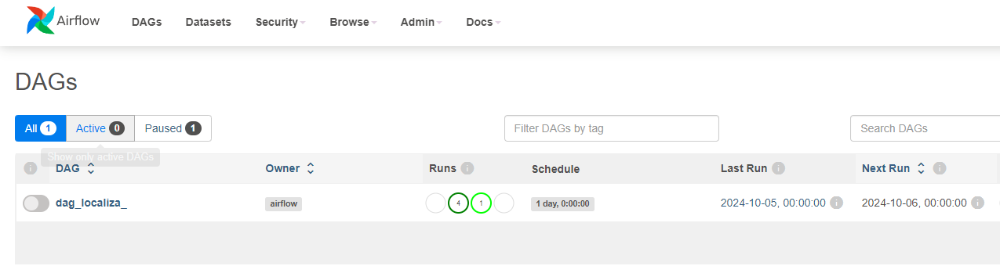 Airflow DAGs Datasets Security Browse Admin Docs
DAGs
All 1 Active 0 Paused 1 Filter DAGs by tag Search DAGs
Show only active DAGs
i DAG Owner Runs i Schedule Last Run i Next Run i
dag_localiza_ airflow 4 1 1 day, 0:00:00 2024-10-05, 00:00:00 i 2024-10-06, 00:00:00 i